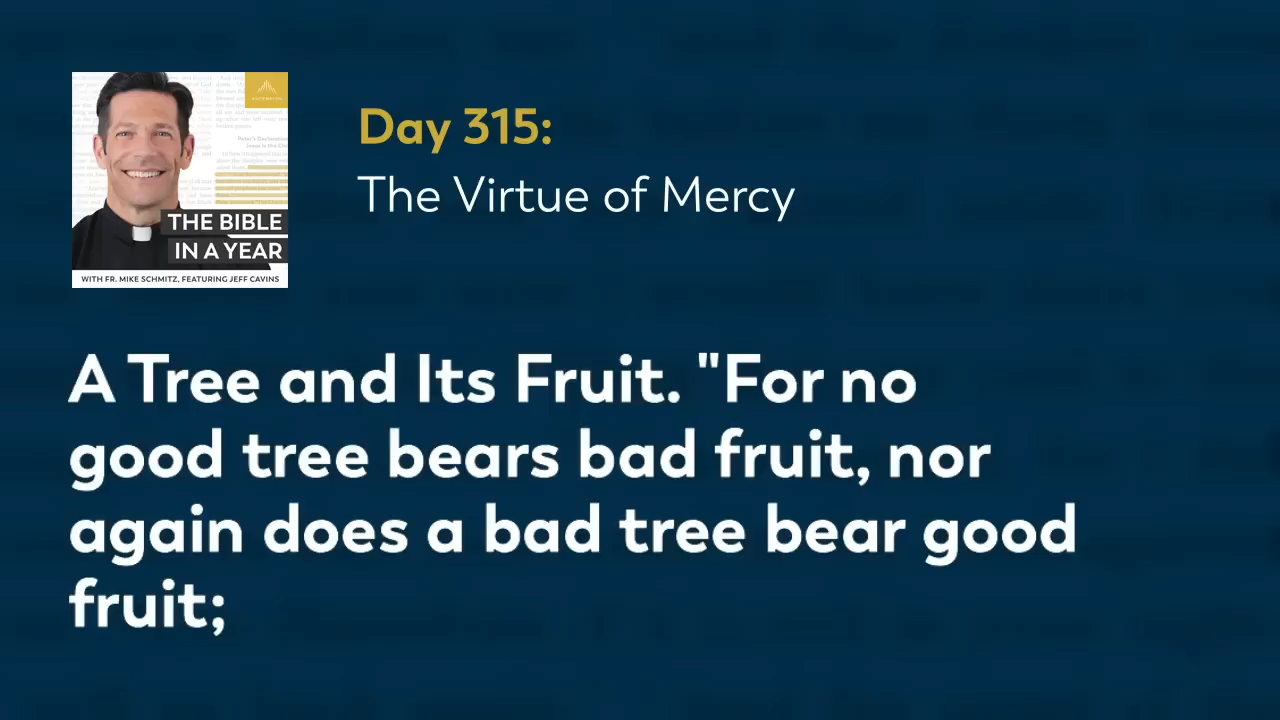 Day 315:
The Virtue of Mercy
THE BIBLE
IN A YEAR
WITH FR. MIKE SCHMITZ, FEATURING JEFF CAVINS
A Tree and Its Fruit. "For no
good tree bears bad fruit, nor
again does a bad tree bear good
fruit;